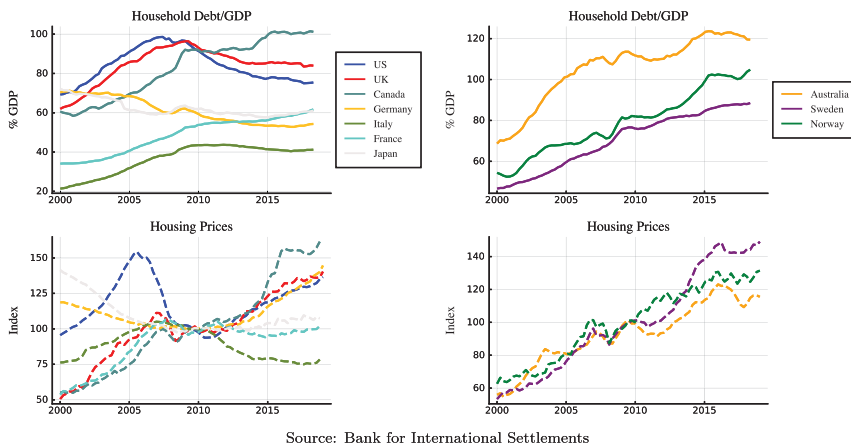 Household Debt/GDP
% GDP
100
80
60
40
20
2000
2005
2010
2015
US
UK
Canada
Germany
Italy
France
Japan
Household Debt/GDP
% GDP
120
100
80
60
2000
2005
2010
2015
Australia
Sweden
Norway
Housing Prices
Index
150
125
100
75
50
2000
2005
2010
2015
Housing Prices
Index
140
120
100
80
60
2000
2005
2010
2015
Source: Bank for International Settlements